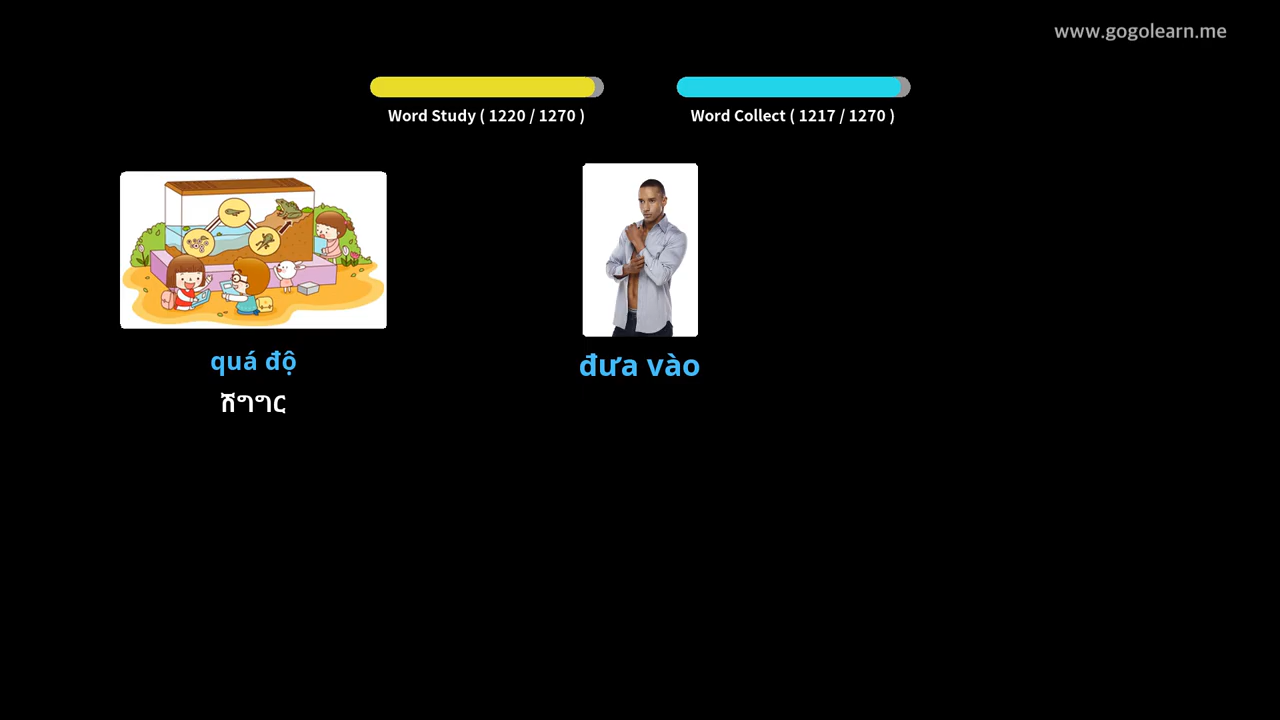 www.gogolearn.me
Word Study ( 1220 / 1270 )
Word Collect ( 1217 / 1270 )
quá độ
ሽግግር
đưa vào